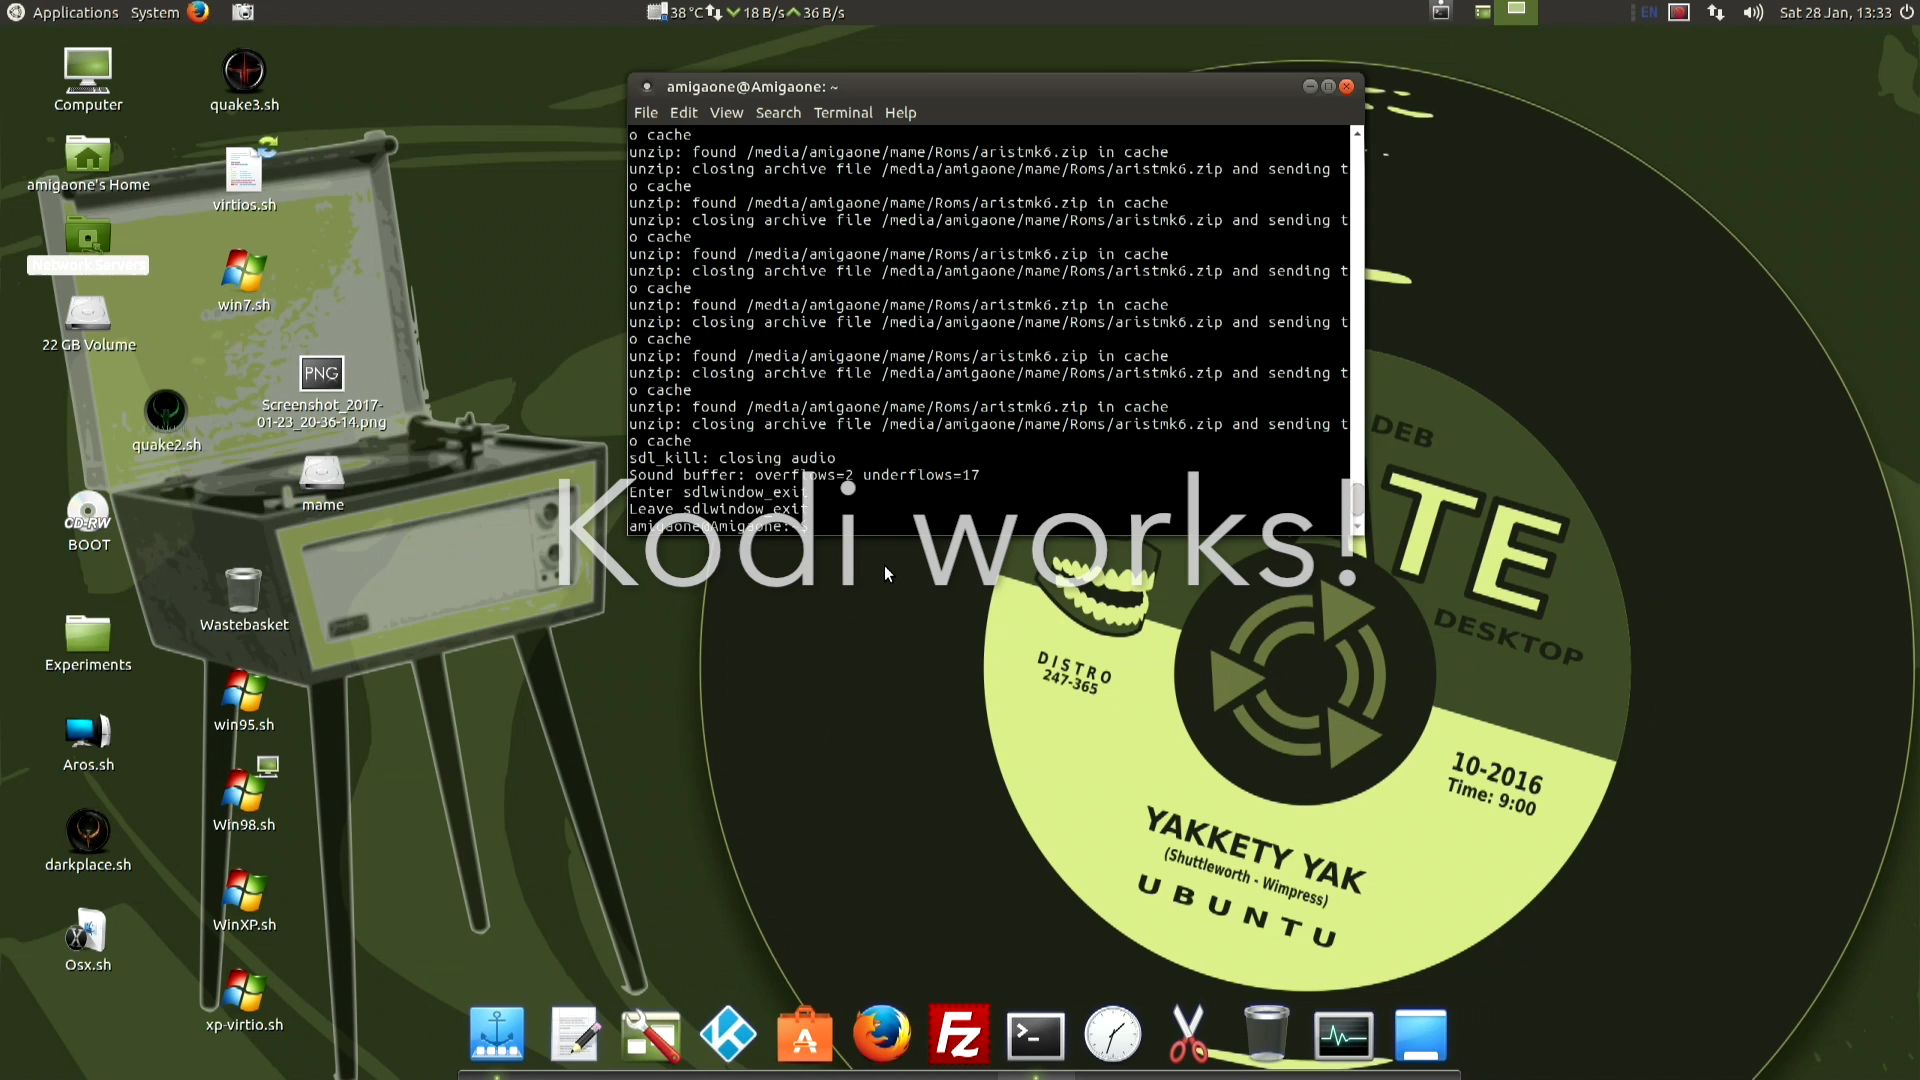 Applications System
38 °C 18 B/s 36 B/s
EN
Sat 28 Jan, 13:33
Computer
quake3.sh
amigaone's Home
virtios.sh
Network Servers
win7.sh
22 GB Volume
PNG
Screenshot_2017-
01-23_20-36-14.png
quake2.sh
mame
CD-RW
BOOT
Wastebasket
Experiments
win95.sh
Aros.sh
Win98.sh
darkplace.sh
WinXP.sh
X
Osx.sh
xp-virtio.sh
amigaone@Amigaone: ~
File Edit View Search Terminal Help
o cache
unzip: found /media/amigaone/mame/Roms/aristmk6.zip in cache
unzip: closing archive file /media/amigaone/mame/Roms/aristmk6.zip and sending t
o cache
unzip: found /media/amigaone/mame/Roms/aristmk6.zip in cache
unzip: closing archive file /media/amigaone/mame/Roms/aristmk6.zip and sending t
o cache
unzip: found /media/amigaone/mame/Roms/aristmk6.zip in cache
unzip: closing archive file /media/amigaone/mame/Roms/aristmk6.zip and sending t
o cache
unzip: found /media/amigaone/mame/Roms/aristmk6.zip in cache
unzip: closing archive file /media/amigaone/mame/Roms/aristmk6.zip and sending t
o cache
unzip: found /media/amigaone/mame/Roms/aristmk6.zip in cache
unzip: closing archive file /media/amigaone/mame/Roms/aristmk6.zip and sending t
o cache
unzip: found /media/amigaone/mame/Roms/aristmk6.zip in cache
unzip: closing archive file /media/amigaone/mame/Roms/aristmk6.zip and sending t
o cache
sdl_kill: closing audio
Sound buffer: overflows=2 underflows=17
Enter sdlwindow_exit
Leave sdlwindow_exit
amigaone@Amigaone:~$
Kodi works!
DEB
TE
DESKTOP
DISTRO
247-365
10-2016
Time: 9:00
YAKKETY YAK
(Shuttleworth - Wimpress)
UBUNTU
A
Fz
>_